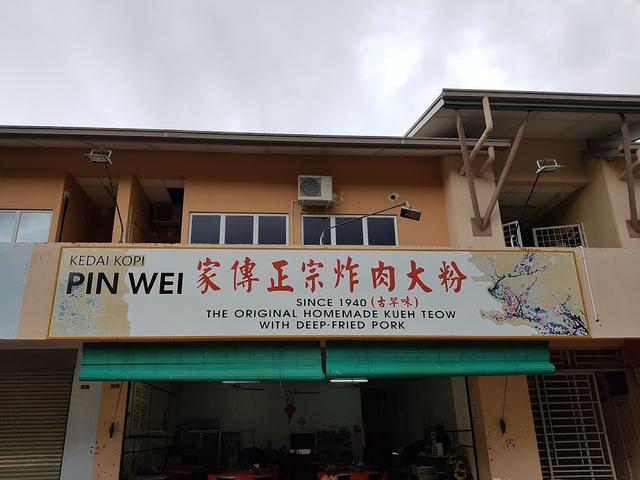 KEDAI KOPI
PIN WEI
家傳正宗炸肉大粉
SINCE 1940 (古早味)
THE ORIGINAL HOMEMADE KUEH TEOW
WITH DEEP-FRIED PORK